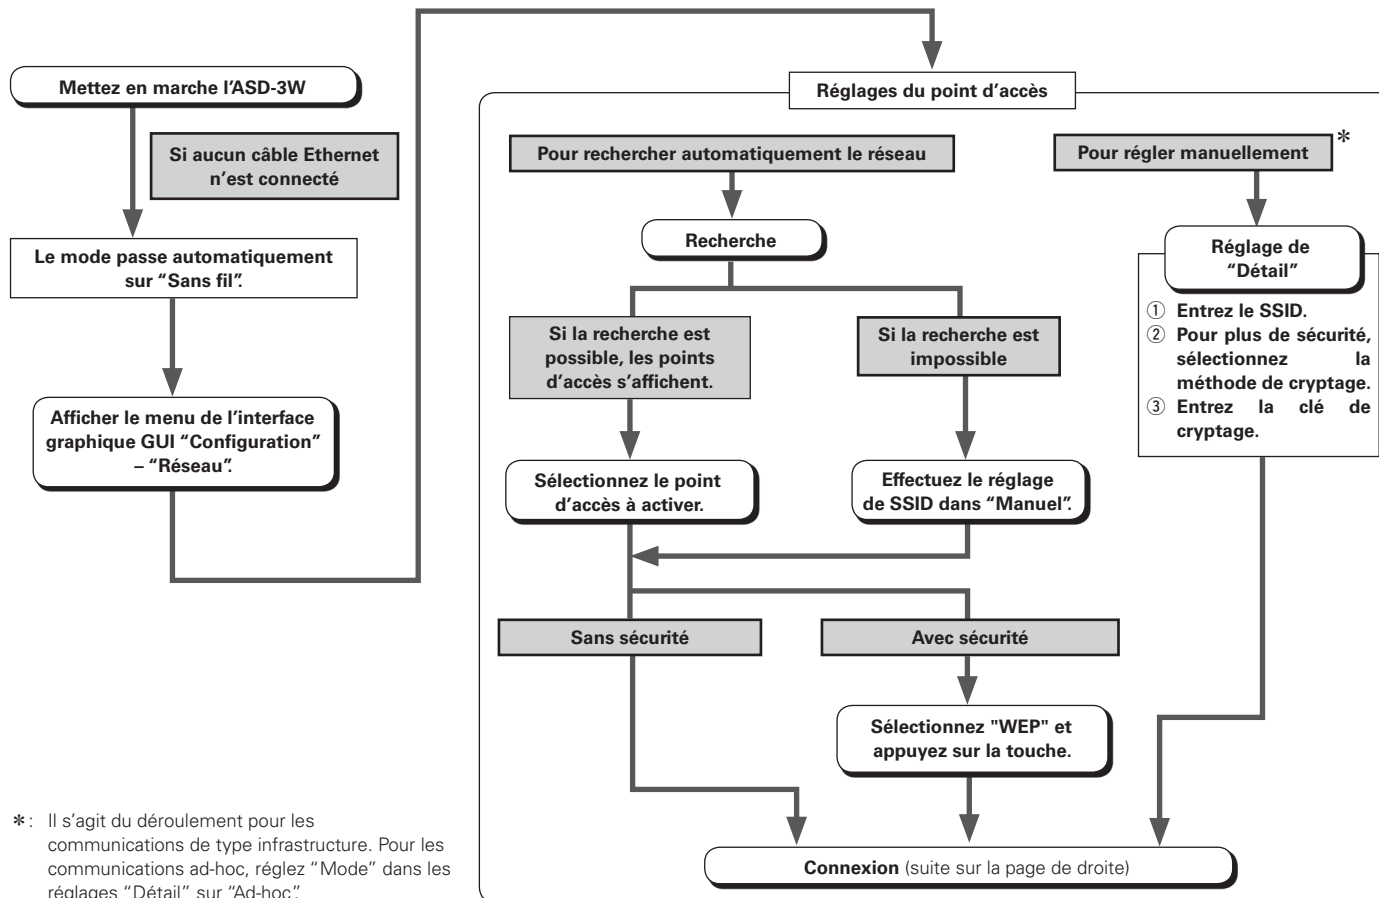 Mettez en marche l’ASD-3W
Si aucun câble Ethernet
n’est connecté
Le mode passe automatiquement
sur “Sans fil”.
Afficher le menu de l’interface
graphique GUI “Configuration”
– “Réseau”.
Réglages du point d’accès
Pour rechercher automatiquement le réseau
Recherche
Si la recherche est
possible, les points
d’accès s’affichent.
Si la recherche est
impossible
Sélectionnez le point
d’accès à activer.
Effectuez le réglage
de SSID dans “Manuel”.
Sans sécurité
Avec sécurité
Sélectionnez "WEP" et
appuyez sur la touche.
Pour régler manuellement *
Réglage de
“Détail”
① Entrez le SSID.
② Pour plus de sécurité,
sélectionnez la
méthode de cryptage.
③ Entrez la clé de
cryptage.
Connexion (suite sur la page de droite)
* : Il s’agit du déroulement pour les
communications de type infrastructure. Pour les
communications ad-hoc, réglez “Mode” dans les
réglages “Détail” sur “Ad-hoc”.